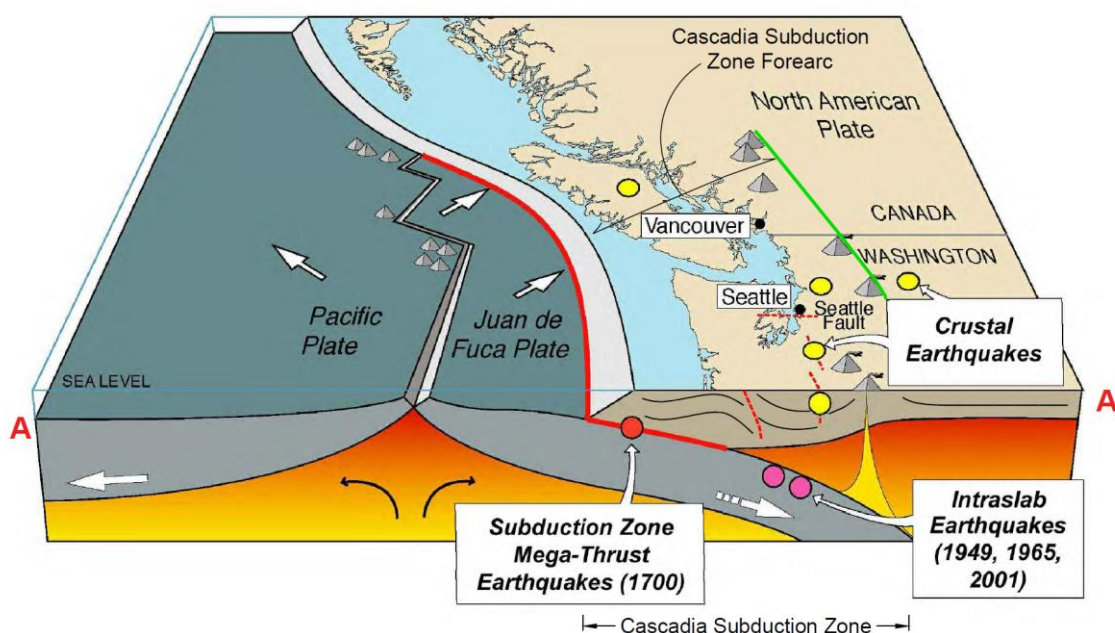 Cascadia Subduction
Zone Forearc
North American
Plate
CANADA
Vancouver
WASHINGTON
Seattle
Seattle
Fault
Crustal
Earthquakes
Pacific
Plate
Juan de
Fuca Plate
SEA LEVEL
A
A
Subduction Zone
Mega-Thrust
Earthquakes (1700)
Intraslab
Earthquakes
(1949, 1965,
2001)
Cascadia Subduction Zone